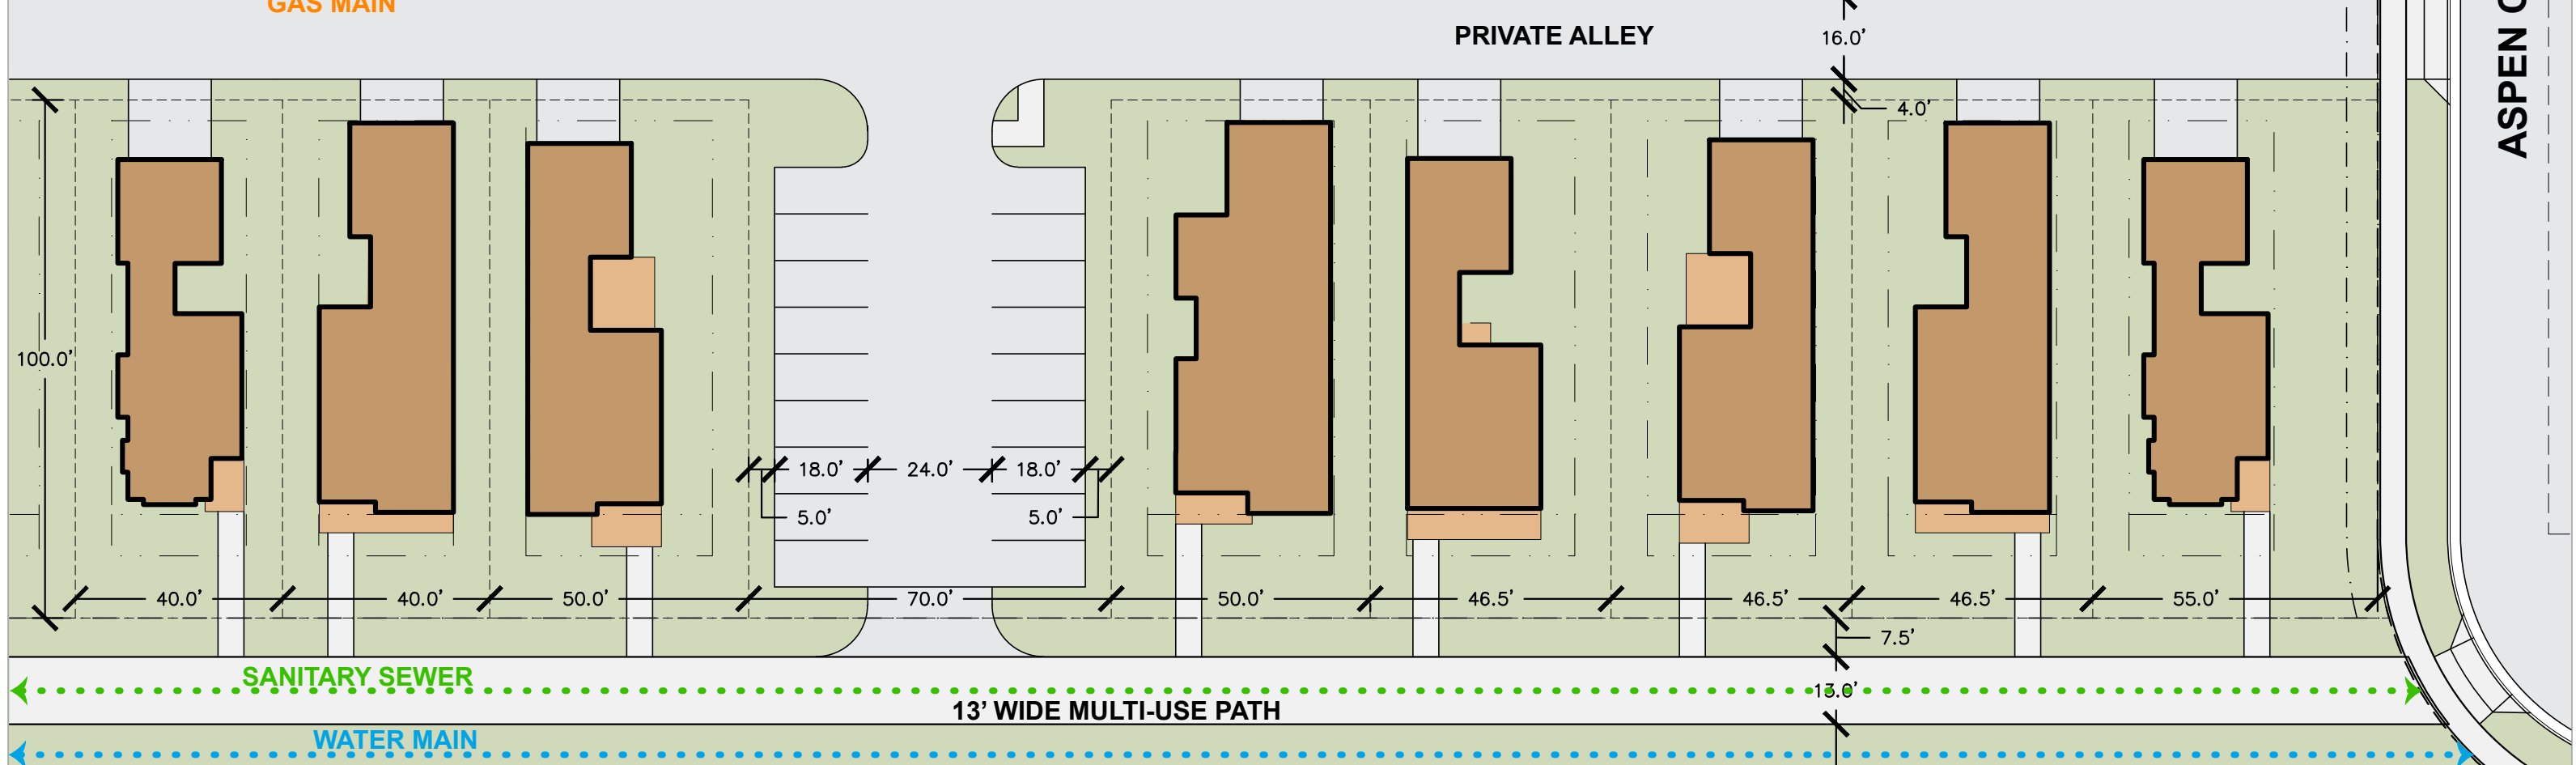 GAS MAIN
PRIVATE ALLEY
16.0’
ASPEN C
4.0’
100.0’
18.0’ 24.0’ 18.0’
5.0’ 5.0’
40.0’ 40.0’ 50.0’ 70.0’ 50.0’ 46.5’ 46.5’ 46.5’ 55.0’
7.5’
SANITARY SEWER
13.0’
13’ WIDE MULTI-USE PATH
WATER MAIN